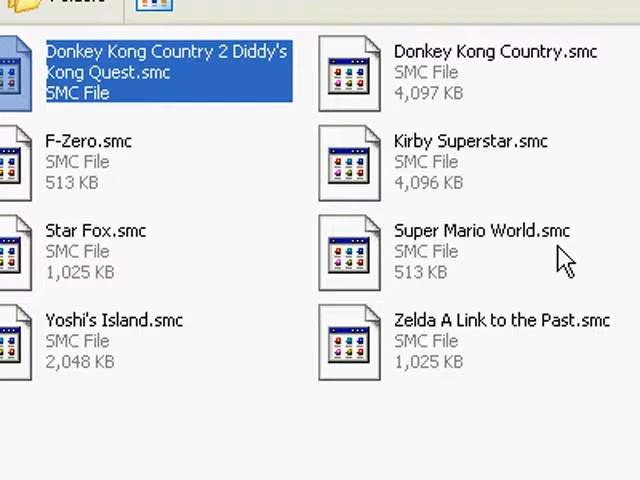 Folders
Donkey Kong Country 2 Diddy's
Kong Quest.smc
SMC File
Donkey Kong Country.smc
SMC File
4,097 KB
F-Zero.smc
SMC File
513 KB
Kirby Superstar.smc
SMC File
4,096 KB
Star Fox.smc
SMC File
1,025 KB
Super Mario World.smc
SMC File
513 KB
Yoshi's Island.smc
SMC File
2,048 KB
Zelda A Link to the Past.smc
SMC File
1,025 KB